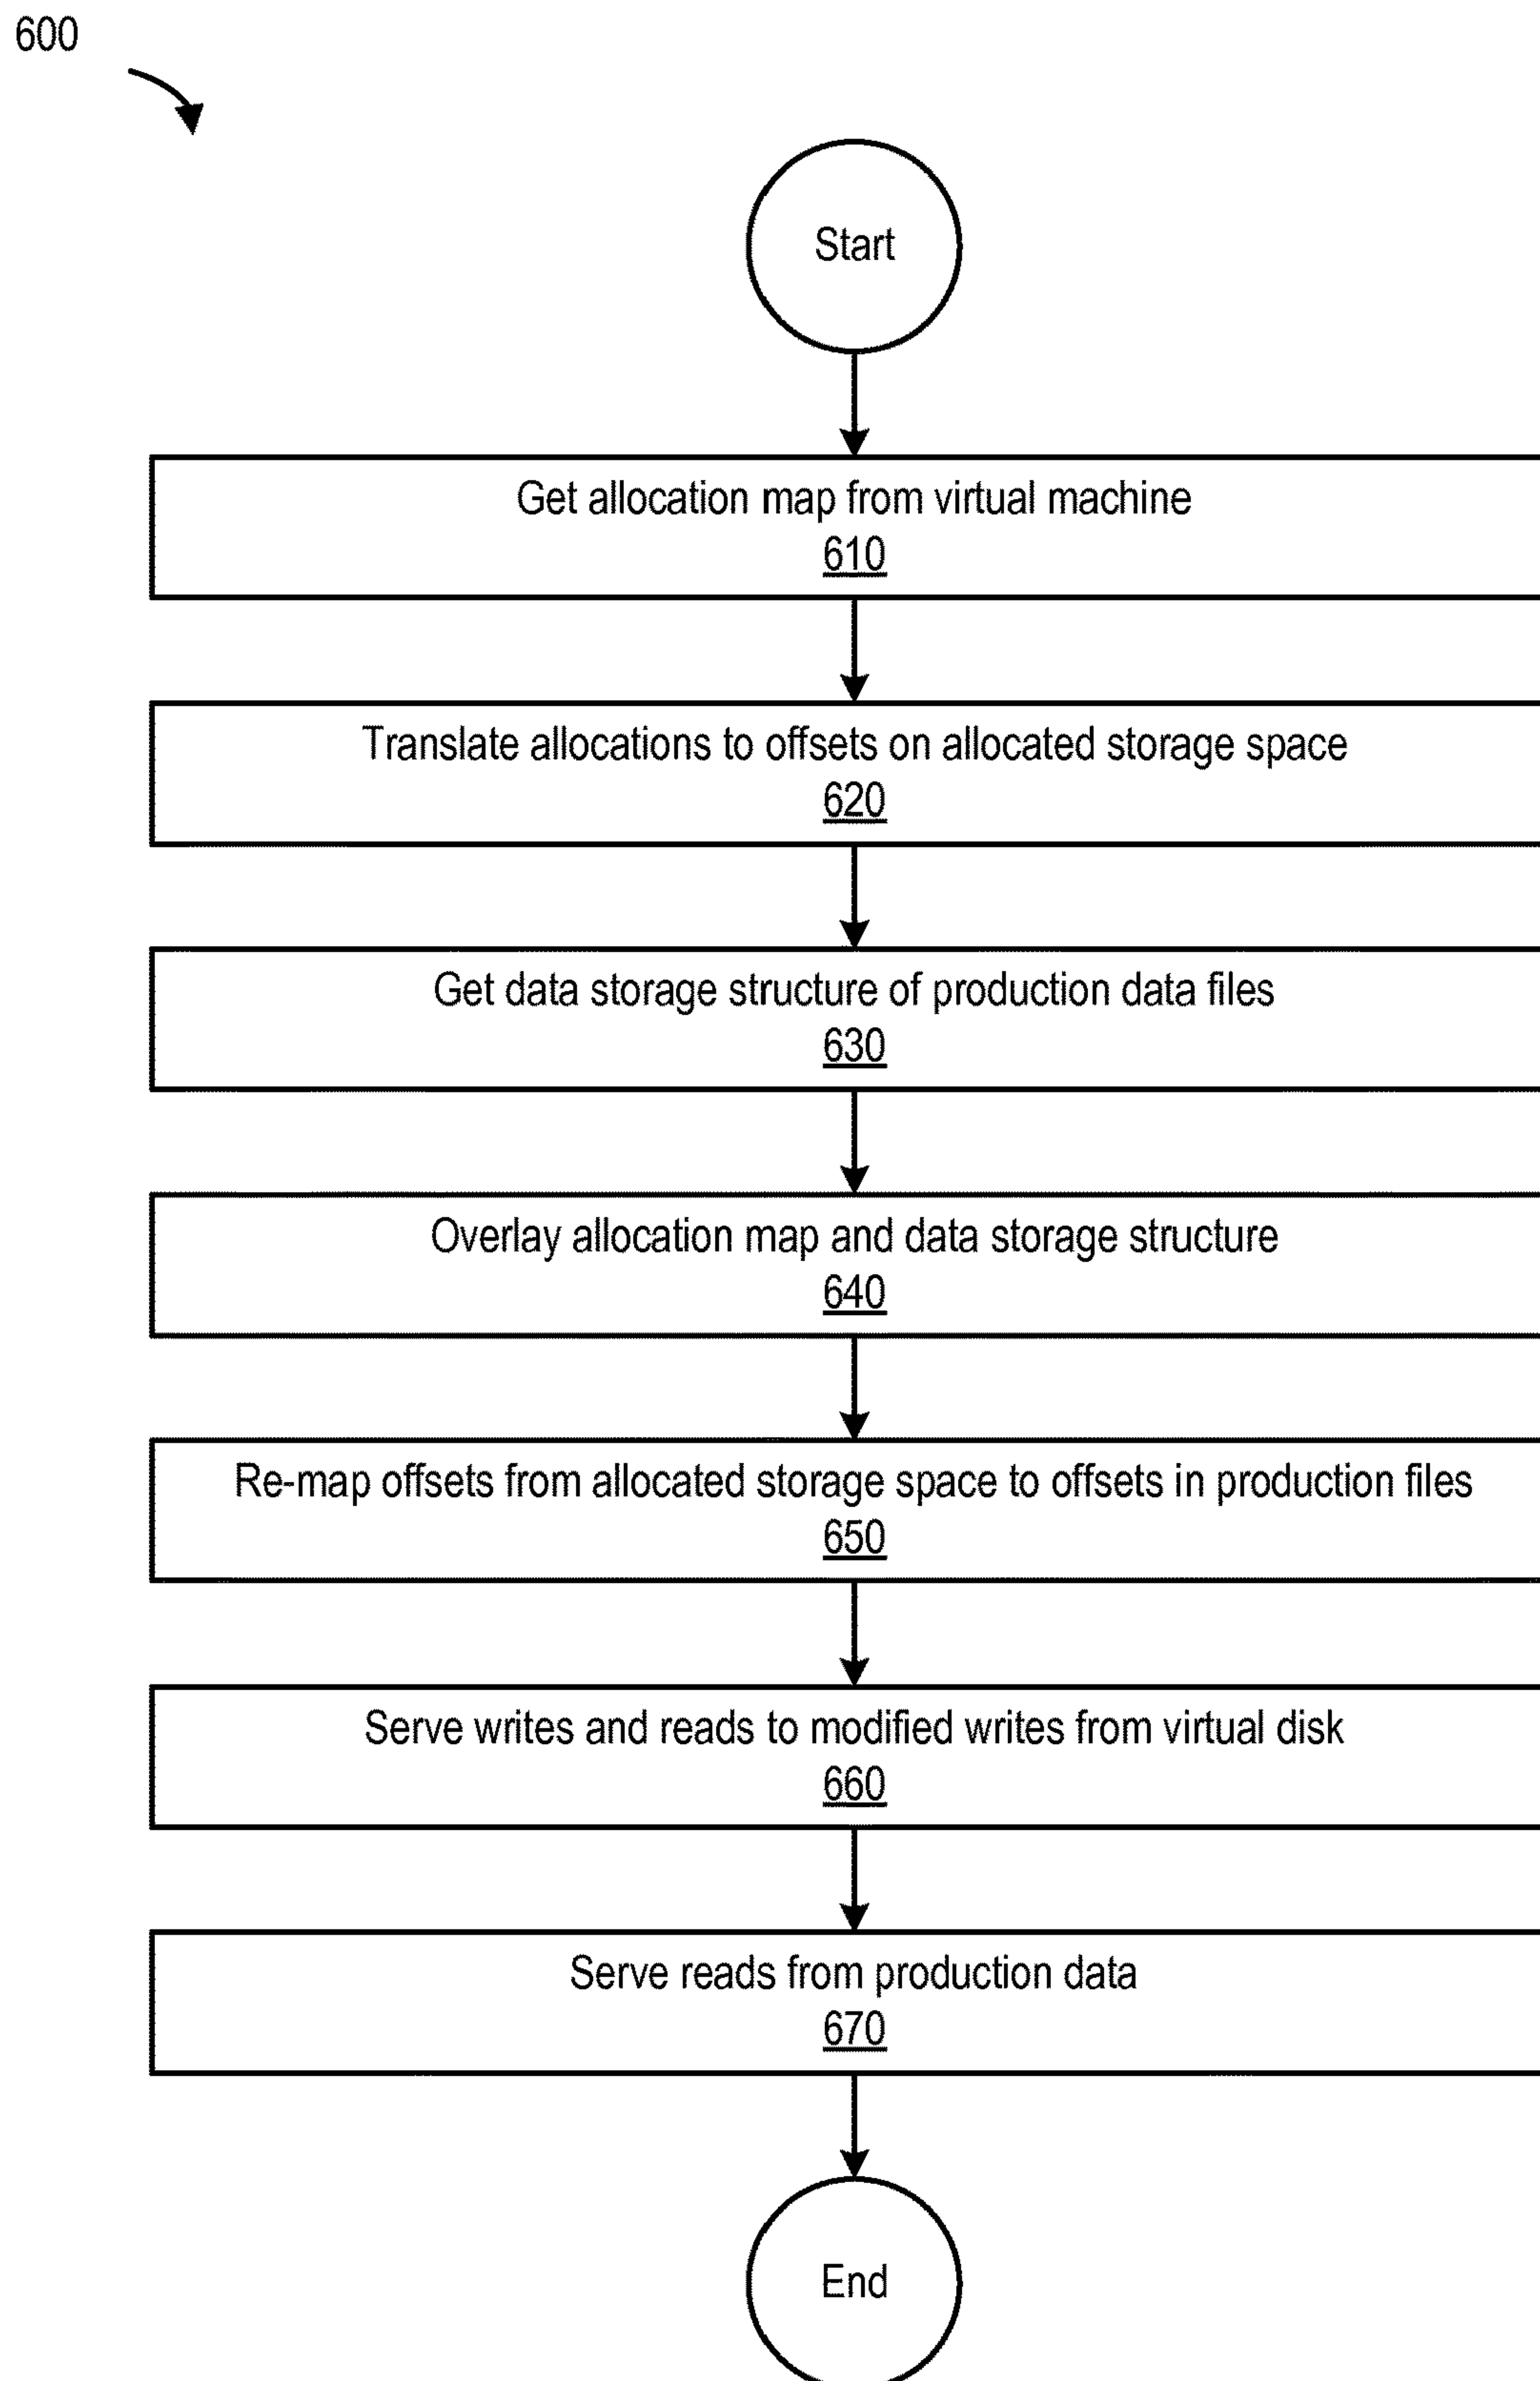 600
Start
Get allocation map from virtual machine
610
Translate allocations to offsets on allocated storage space
620
Get data storage structure of production data files
630
Overlay allocation map and data storage structure
640
Re-map offsets from allocated storage space to offsets in production files
650
Serve writes and reads to modified writes from virtual disk
660
Serve reads from production data
670
End